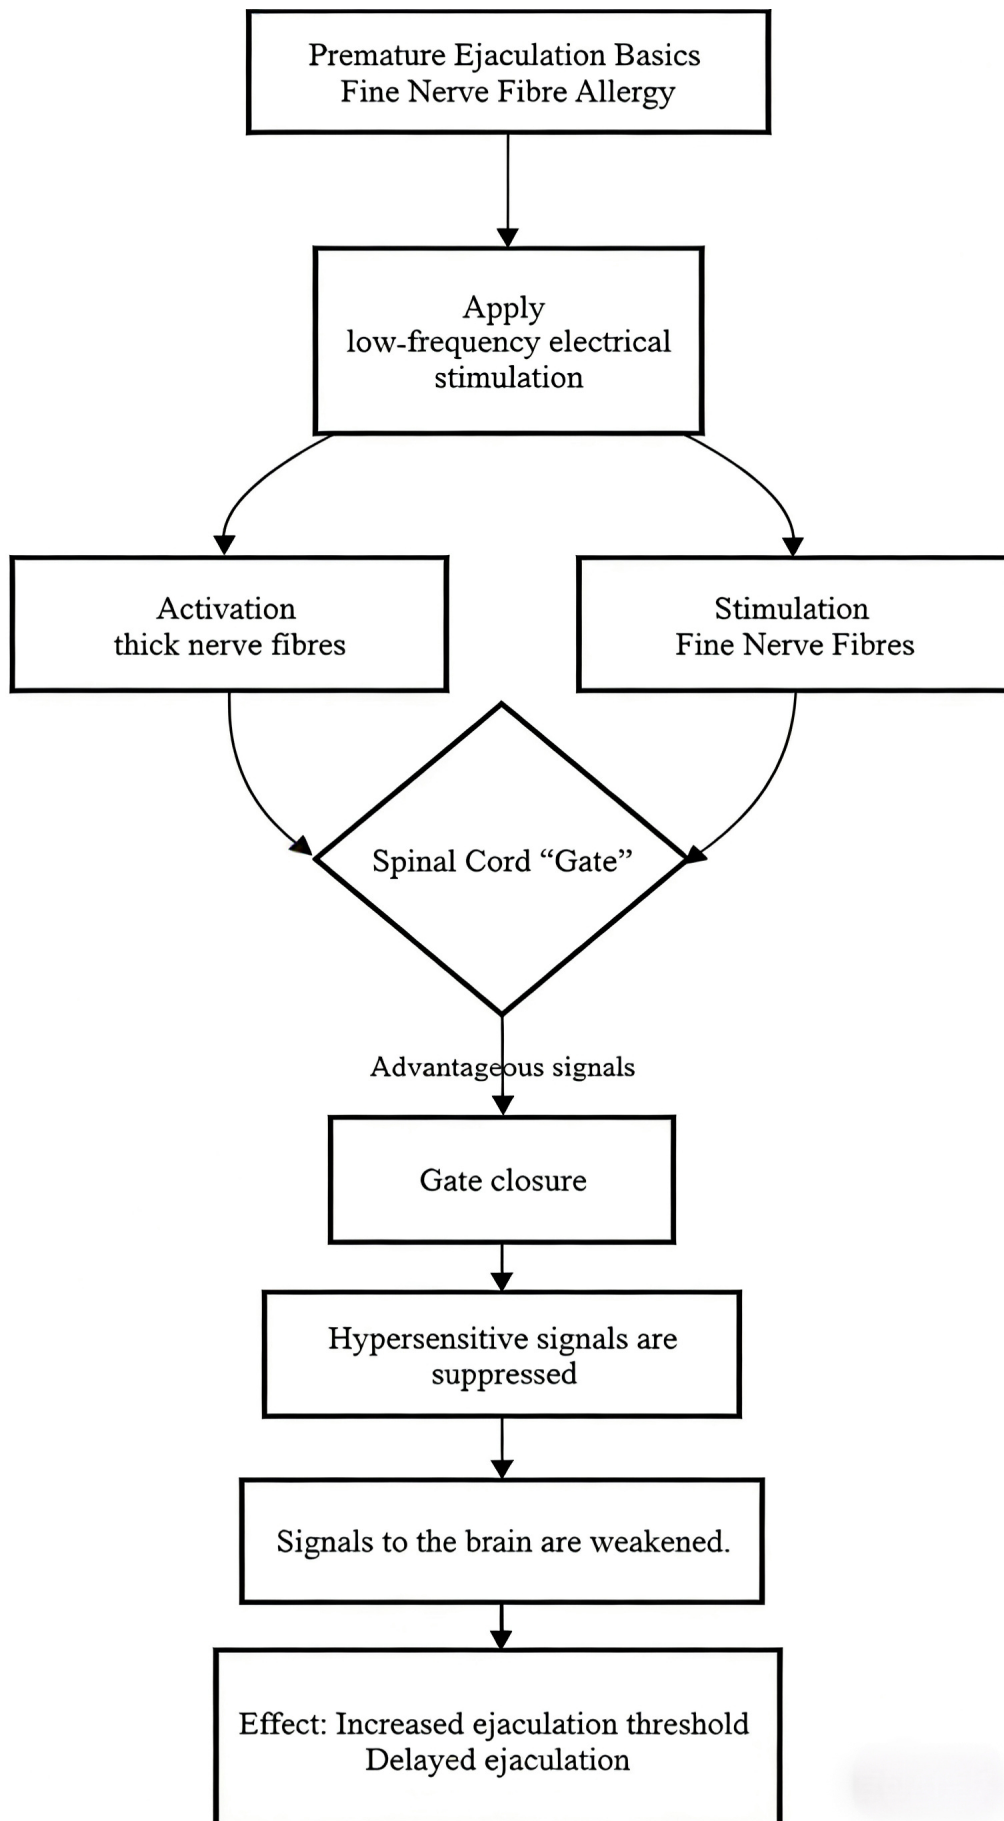 Premature Ejaculation Basics
Fine Nerve Fibre Allergy
Apply
low-frequency electrical
stimulation
Activation
thick nerve fibres
Stimulation
Fine Nerve Fibres
Spinal Cord “Gate”
Advantageous signals
Gate closure
Hypersensitive signals are
suppressed
Signals to the brain are weakened.
Effect: Increased ejaculation threshold
Delayed ejaculation